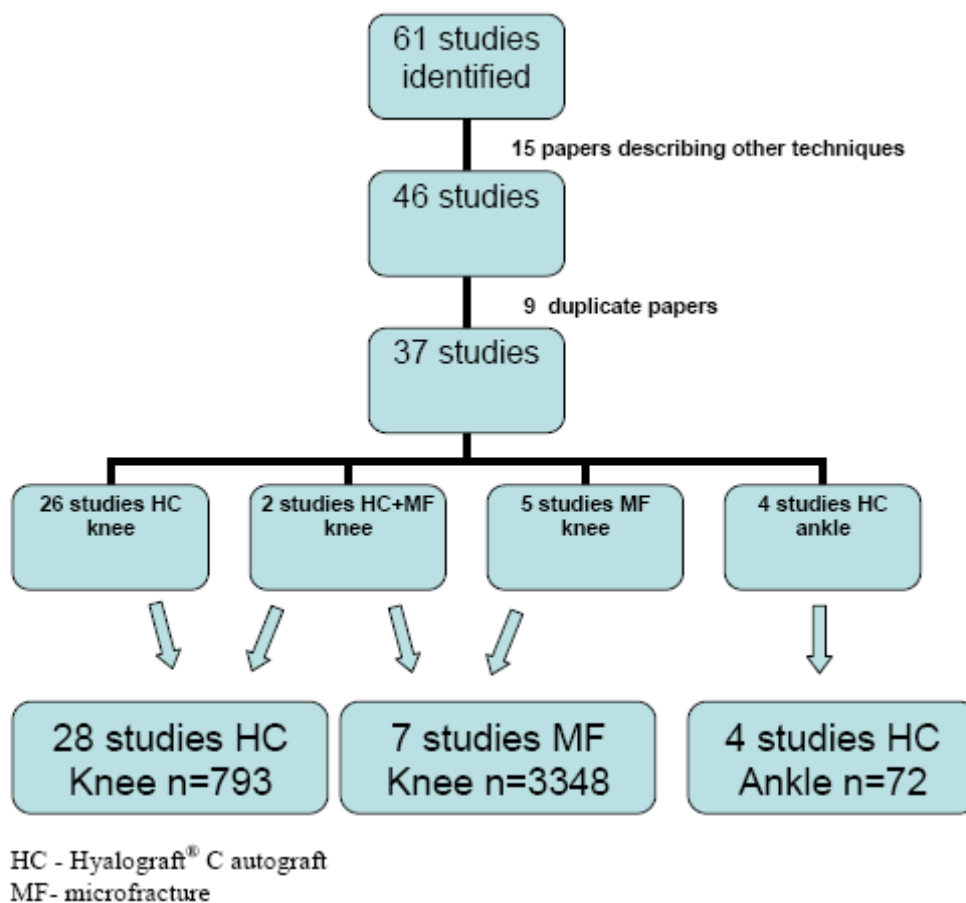 61 studies
identified
15 papers describing other techniques
46 studies
9 duplicate papers
37 studies
26 studies HC
knee
2 studies HC+MF
knee
5 studies MF
knee
4 studies HC
ankle
28 studies HC
Knee n=793
7 studies MF
Knee n=3348
4 studies HC
Ankle n=72
HC - Hyalograft® C autograft
MF- microfracture